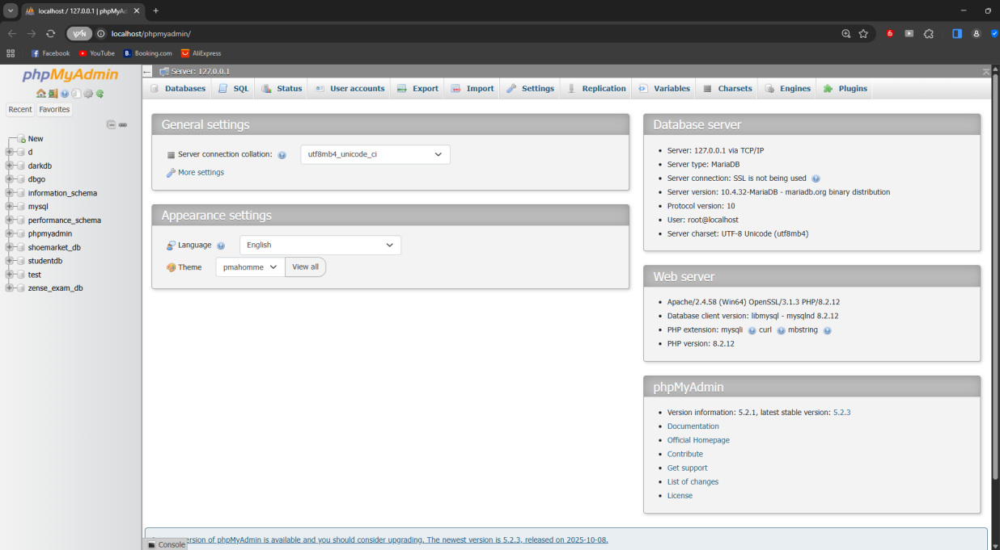 localhost / 127.0.0.1 | phpMyAd
VPN
localhost/phpmyadmin/
Facebook
YouTube
B. Booking.com
AliExpress
phpMyAdmin
Recent
Favorites
New
d
darkdb
dbgo
information_schema
mysql
performance_schema
phpmyadmin
shoemarket_db
studentdb
test
zense_exam_db
Server: 127.0.0.1
Databases
SQL
Status
User accounts
Export
Import
Settings
Replication
Variables
Charsets
Engines
Plugins
General settings
Server connection collation:
utf8mb4_unicode_ci
More settings
Appearance settings
Language
English
Theme
pmahomme
View all
Database server
Server: 127.0.0.1 via TCP/IP
Server type: MariaDB
Server connection: SSL is not being used
Server version: 10.4.32-MariaDB - mariadb.org binary distribution
Protocol version: 10
User: root@localhost
Server charset: UTF-8 Unicode (utf8mb4)
Web server
Apache/2.4.58 (Win64) OpenSSL/3.1.3 PHP/8.2.12
Database client version: libmysql - mysqlnd 8.2.12
PHP extension: mysqli curl mbstring
PHP version: 8.2.12
phpMyAdmin
Version information: 5.2.1, latest stable version: 5.2.3
Documentation
Official Homepage
Contribute
Get support
List of changes
License
of phpMyAdmin is available and you should consider upgrading. The newest version is 5.2.3, released on 2025-10-08.
Console